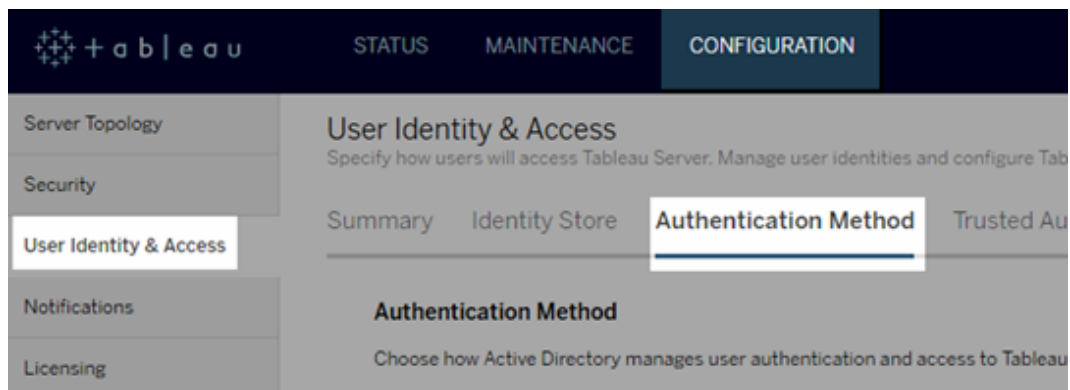 + a b l e a u
STATUS MAINTENANCE CONFIGURATION
Server Topology
Security
User Identity & Access
Notifications
Licensing
User Identity & Access
Specify how users will access Tableau Server. Manage user identities and configure Tab
Summary Identity Store Authentication Method Trusted Au
Authentication Method
Choose how Active Directory manages user authentication and access to Tableau